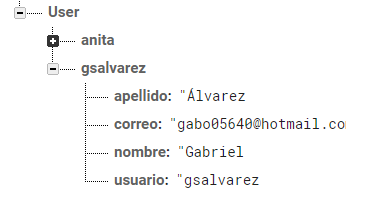 User
anita
gsalvarez
apellido: "Álvarez
correo: "gabo05640@hotmail.co
nombre: "Gabriel
usuario: "gsalvarez